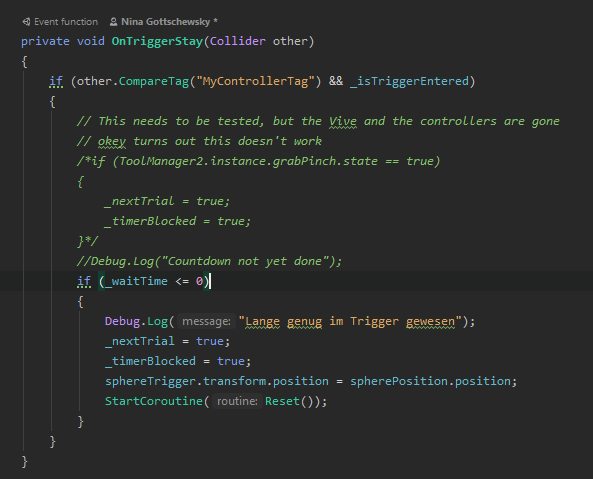 Event function Nina Gottschewsky *
private void OnTriggerStay(Collider other)
{
if (other.CompareTag("MyControllerTag") && _isTriggerEntered)
{
// This needs to be tested, but the Vive and the controllers are gone
// okey turns out this doesn't work
/*if (ToolManager2.instance.grabPinch.state == true)
{
_nextTrial = true;
_timerBlocked = true;
}*/
//Debug.Log("Countdown not yet done");
if (_waitTime <= 0)
{
Debug.Log( message: "Lange genug im Trigger gewesen");
_nextTrial = true;
_timerBlocked = true;
sphereTrigger.transform.position = spherePosition.position;
StartCoroutine( routine: Reset());
}
}
}